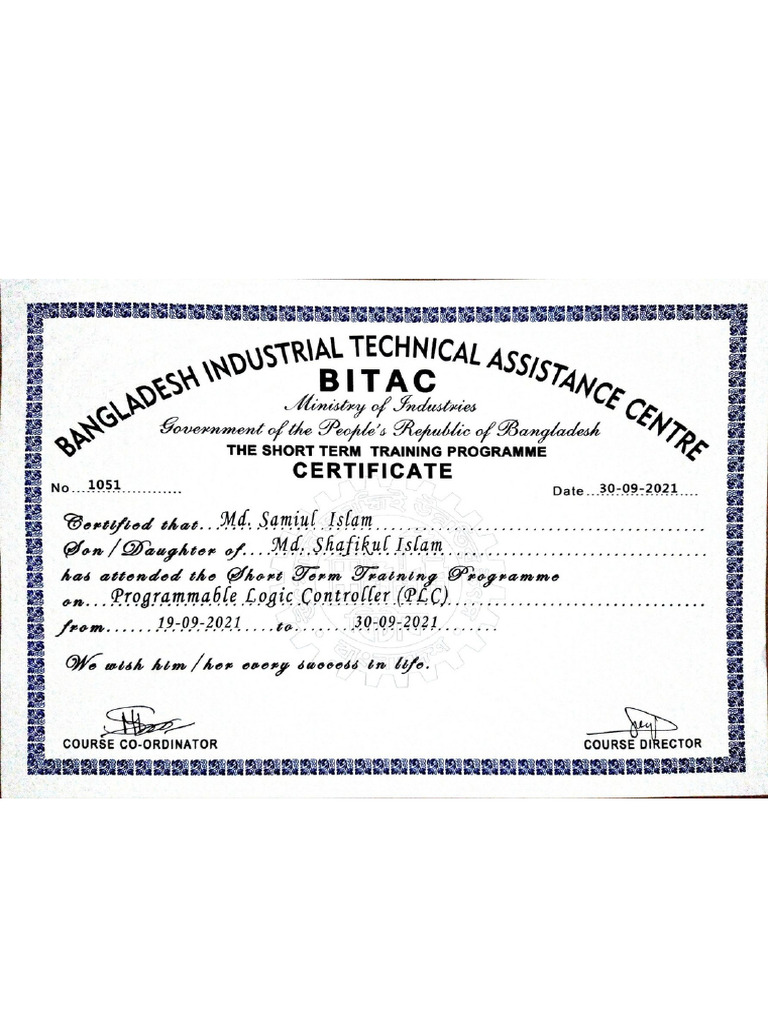 BANGLADESH INDUSTRIAL TECHNICAL ASSISTANCE CENTRE
BITAC
Ministry of Industries
Government of the People's Republic of Bangladesh
THE SHORT TERM TRAINING PROGRAMME
CERTIFICATE
No...1051............
Date...30-09-2021....
Certified that...Md. Samiul Islam
Son/Daughter of....Md. Shafikul Islam
has attended the Short Term Training Programme
on....Programmable Logic Controller (PLC)
from.......19-09-2021.....to.........30-09-2021
We wish him/her every success in life.
COURSE CO-ORDINATOR
COURSE DIRECTOR